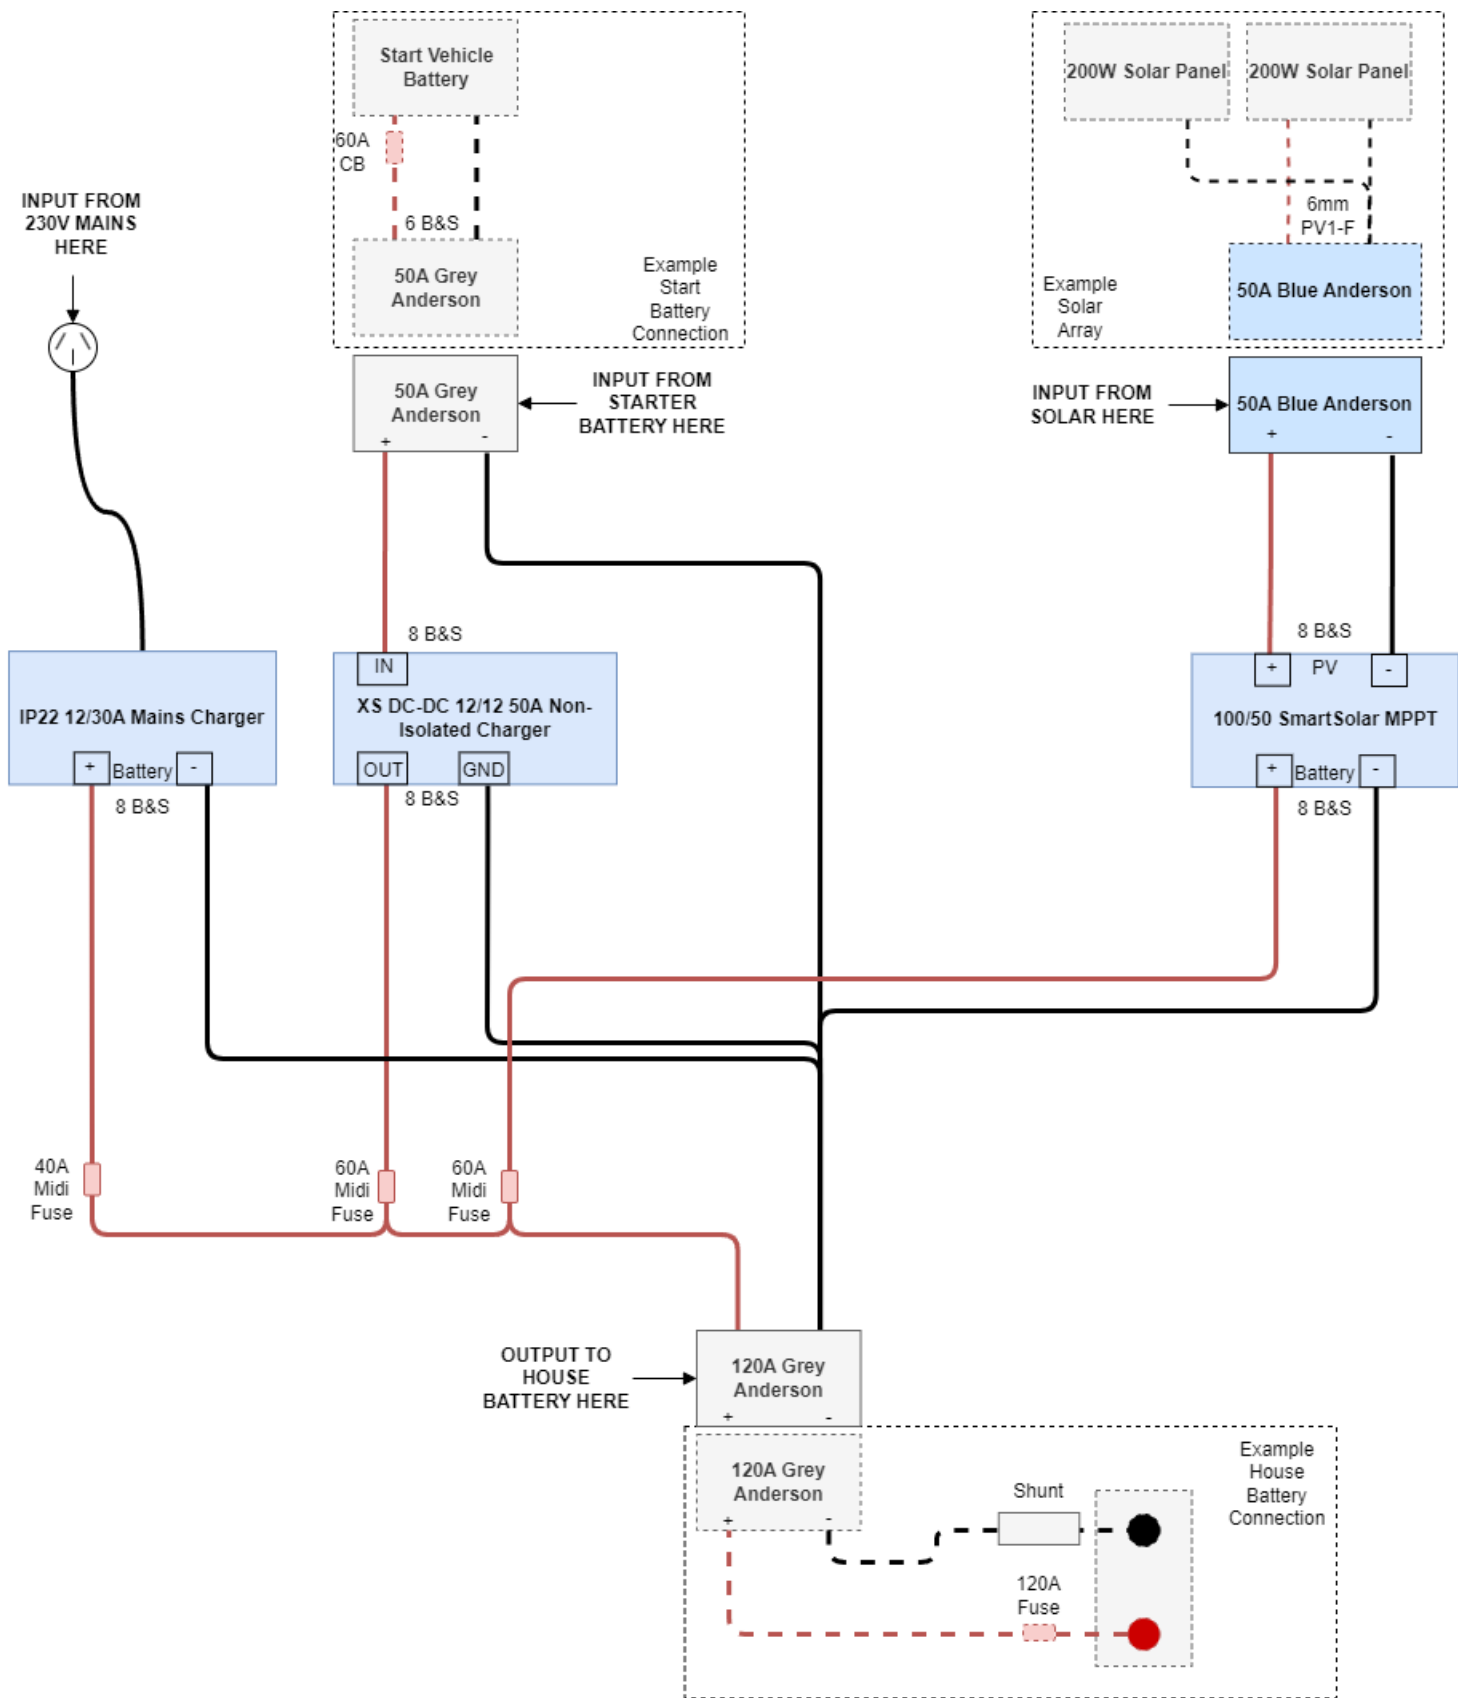 Start Vehicle
Battery
60A
CB
6 B&S
50A Grey
Anderson
Example
Start
Battery
Connection
200W Solar Panel
200W Solar Panel
6mm
PV1-F
50A Blue Anderson
Example
Solar
Array
INPUT FROM
230V MAINS
HERE
50A Grey
Anderson
+ -
INPUT FROM
STARTER
BATTERY HERE
INPUT FROM
SOLAR HERE
50A Blue Anderson
+ -
8 B&S
IN
XS DC-DC 12/12 50A Non-
Isolated Charger
OUT GND
8 B&S
IP22 12/30A Mains Charger
+ Battery -
8 B&S
8 B&S
+ PV -
100/50 SmartSolar MPPT
+ Battery -
8 B&S
40A
Midi
Fuse
60A
Midi
Fuse
60A
Midi
Fuse
OUTPUT TO
HOUSE
BATTERY HERE
120A Grey
Anderson
+ -
120A Grey
Anderson
+ -
Shunt
120A
Fuse
Example
House
Battery
Connection